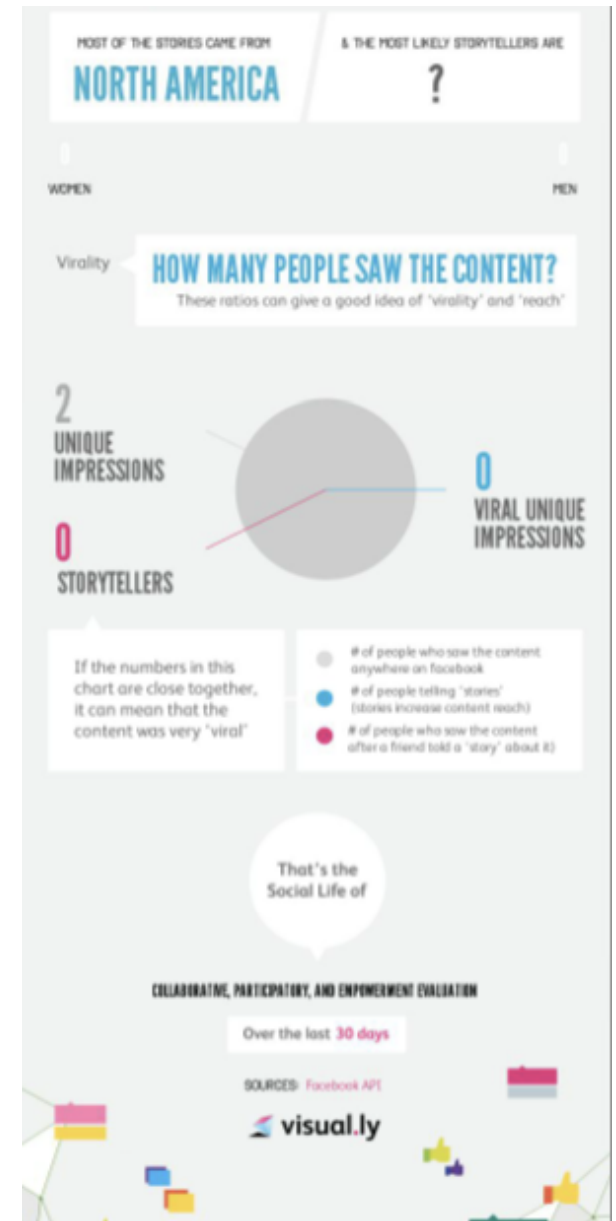 MOST OF THE STORIES CAME FROM
NORTH AMERICA
& THE MOST LIKELY STORYTELLERS ARE
?
0
WOMEN
0
MEN
Virality
HOW MANY PEOPLE SAW THE CONTENT?
These ratios can give a good idea of 'virality' and 'reach'
2
UNIQUE
IMPRESSIONS
0
VIRAL UNIQUE
IMPRESSIONS
0
STORYTELLERS
If the numbers in this
chart are close together,
it can mean that the
content was very 'viral'
# of people who saw the content
anywhere on facebook
# of people telling 'stories'
(stories increase content reach)
# of people who saw the content
after a friend told a 'story' about it)
That's the
Social Life of
COLLABORATIVE, PARTICIPATORY, AND EMPOWERMENT EVALUATION
Over the last 30 days
SOURCES: Facebook API
visual.ly